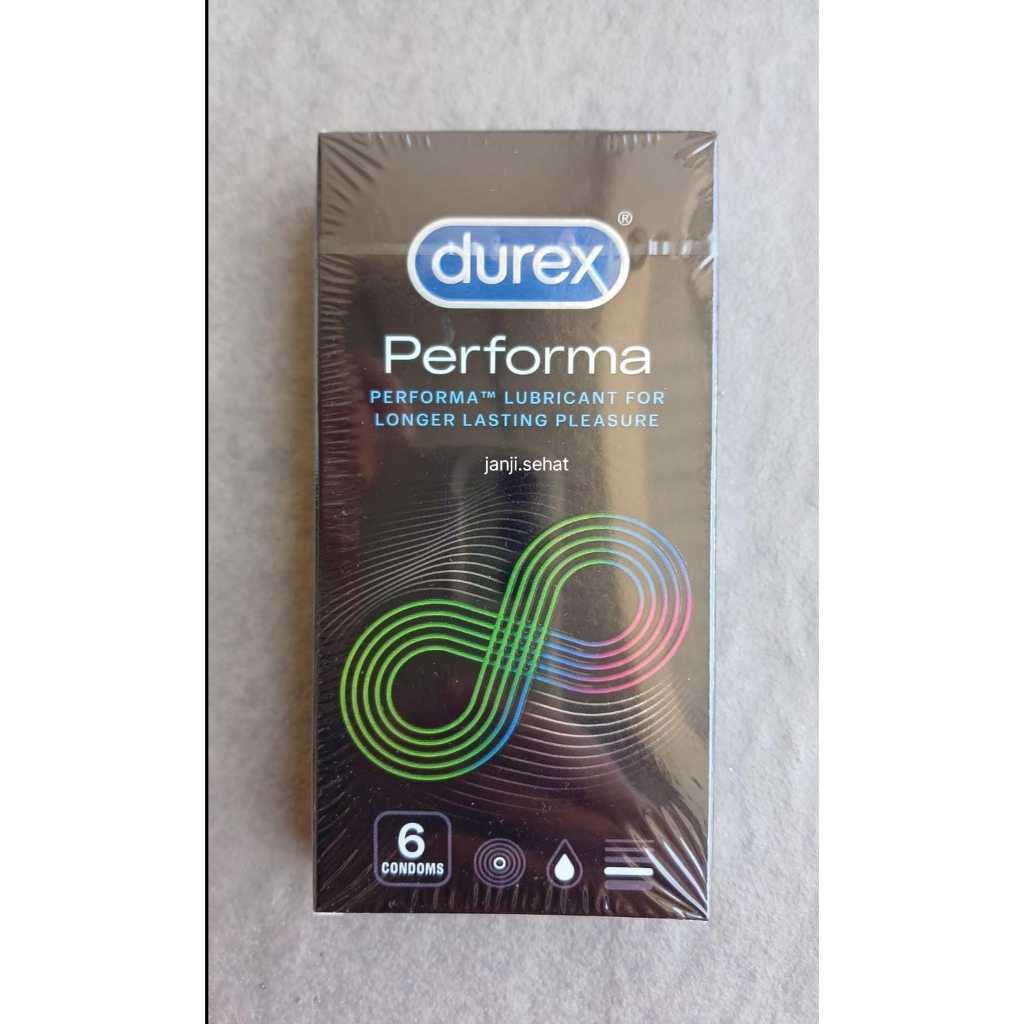 durex®
Performa
PERFORMA™ LUBRICANT FOR
LONGER LASTING PLEASURE
janji.sehat
6
CONDOMS